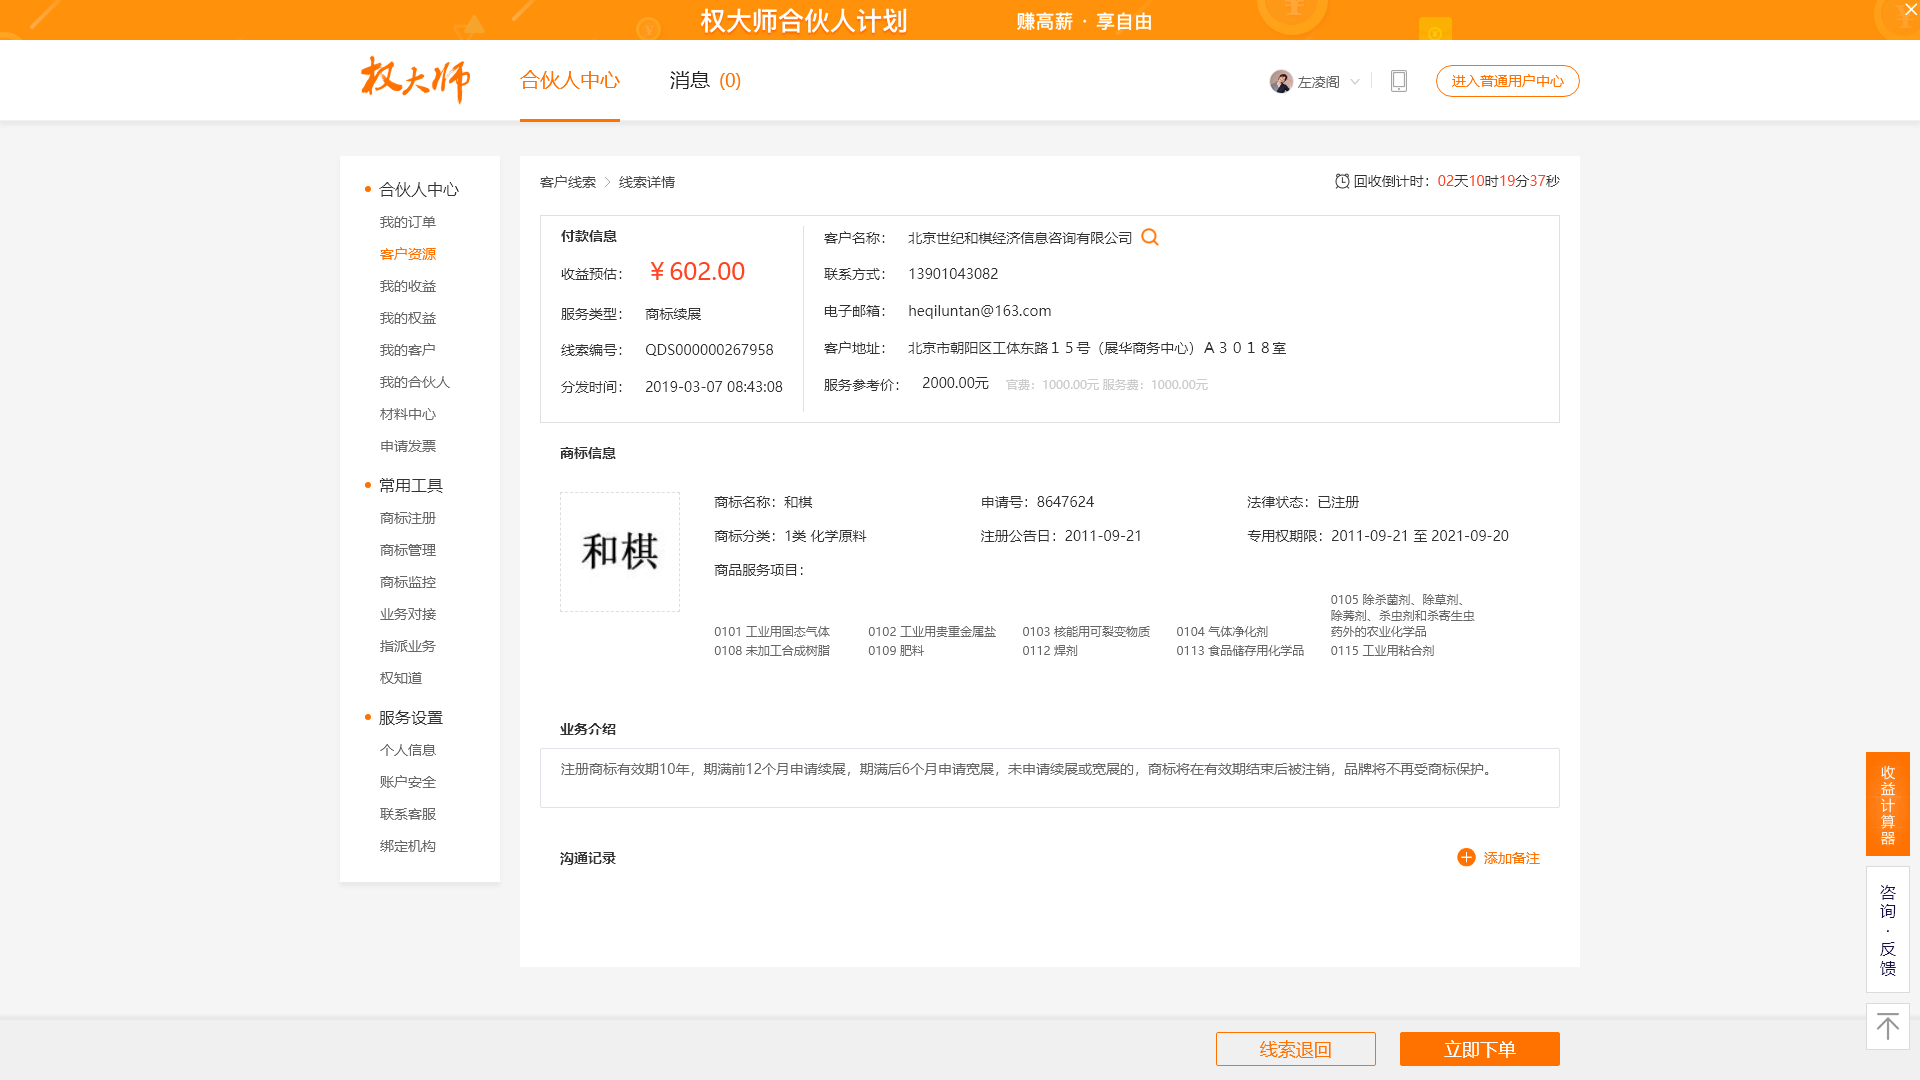 权大师合伙人计划 赚高薪 · 享自由
权大师 合伙人中心 消息 (0) 左凌阁 进入普通用户中心
合伙人中心
我的订单
客户资源
我的收益
我的权益
我的客户
我的合伙人
材料中心
申请发票
常用工具
商标注册
商标管理
商标监控
业务对接
指派业务
权知道
服务设置
个人信息
账户安全
联系客服
绑定机构
客户线索 > 线索详情 回收倒计时：02天10时19分37秒
付款信息
收益预估： ￥602.00
服务类型： 商标续展
线索编号： QDS000000267958
分发时间： 2019-03-07 08:43:08
客户名称： 北京世纪和棋经济信息咨询有限公司
联系方式： 13901043082
电子邮箱： heqiluntan@163.com
客户地址： 北京市朝阳区工体东路１５号（展华商务中心）Ａ３０１８室
服务参考价： 2000.00元 官费：1000.00元 服务费：1000.00元
商标信息
和棋
商标名称：和棋 申请号：8647624 法律状态：已注册
商标分类：1类 化学原料 注册公告日：2011-09-21 专用权期限：2011-09-21 至 2021-09-20
商品服务项目：
0101 工业用固态气体 0102 工业用贵重金属盐 0103 核能用可裂变物质 0104 气体净化剂 0105 除杀菌剂、除草剂、
除莠剂、杀虫剂和杀寄生虫
药外的农业化学品
0108 未加工合成树脂 0109 肥料 0112 焊剂 0113 食品储存用化学品 0115 工业用粘合剂
业务介绍
注册商标有效期10年，期满前12个月申请续展，期满后6个月申请宽展，未申请续展或宽展的，商标将在有效期结束后被注销，品牌将不再受商标保护。
沟通记录 添加备注
收益计算器
咨询·反馈
线索退回 立即下单